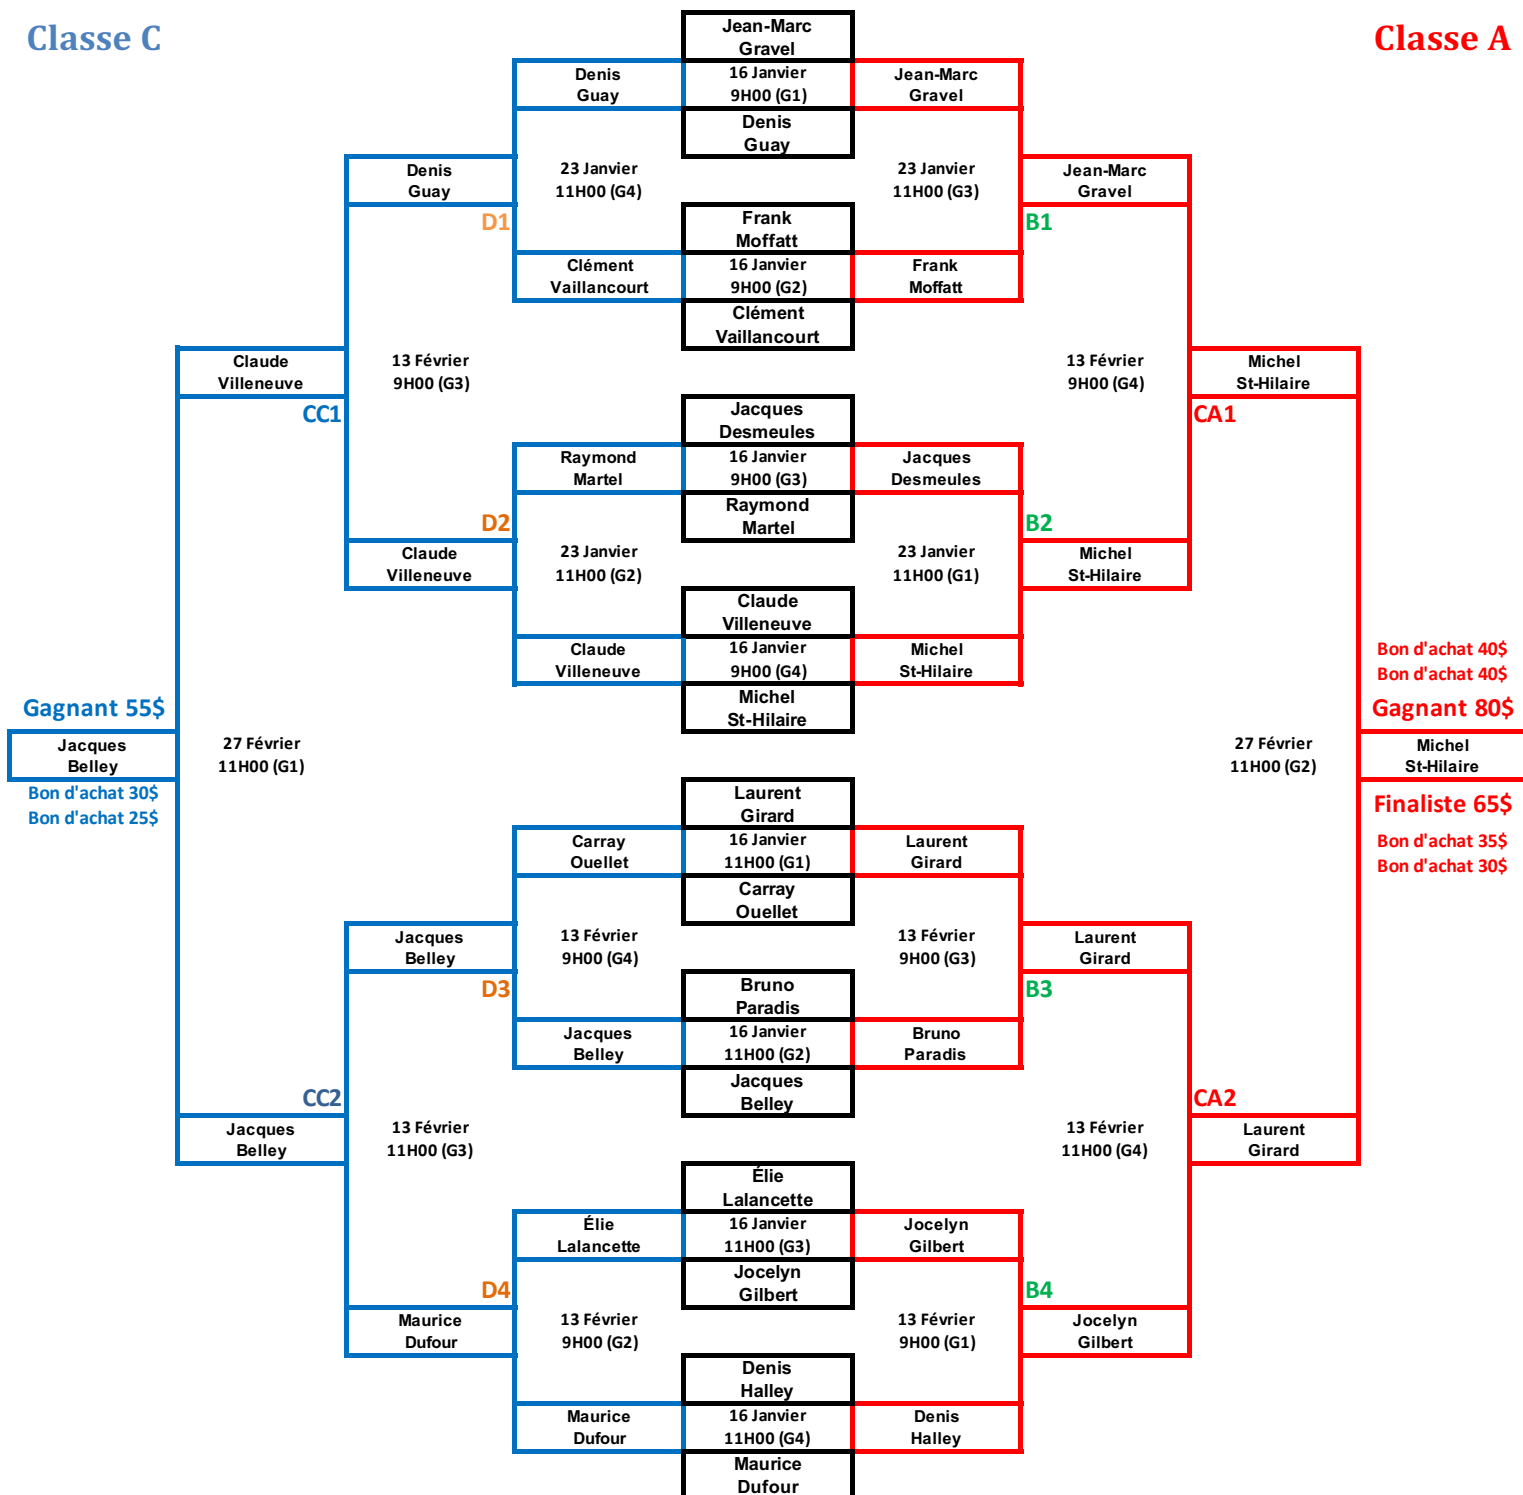 Classe C
Classe A
Jean-Marc
Gravel
Denis
Guay
16 Janvier
9H00 (G1)
Jean-Marc
Gravel
Denis
Guay
Denis
Guay
23 Janvier
11H00 (G4)
23 Janvier
11H00 (G3)
Jean-Marc
Gravel
D1
Frank
Moffatt
B1
Clément
Vaillancourt
16 Janvier
9H00 (G2)
Frank
Moffatt
Clément
Vaillancourt
Claude
Villeneuve
13 Février
9H00 (G3)
13 Février
9H00 (G4)
Michel
St-Hilaire
CC1
Jacques
Desmeules
CA1
Raymond
Martel
16 Janvier
9H00 (G3)
Jacques
Desmeules
D2
Raymond
Martel
B2
Claude
Villeneuve
23 Janvier
11H00 (G2)
23 Janvier
11H00 (G1)
Michel
St-Hilaire
Claude
Villeneuve
Claude
Villeneuve
16 Janvier
9H00 (G4)
Michel
St-Hilaire
Bon d'achat 40$
Bon d'achat 40$
Michel
St-Hilaire
Gagnant 55$
Gagnant 80$
Jacques
Belley
27 Février
11H00 (G1)
27 Février
11H00 (G2)
Michel
St-Hilaire
Bon d'achat 30$
Bon d'achat 25$
Laurent
Girard
Finaliste 65$
Bon d'achat 35$
Bon d'achat 30$
Carray
Ouellet
16 Janvier
11H00 (G1)
Laurent
Girard
Carray
Ouellet
Jacques
Belley
13 Février
9H00 (G4)
13 Février
9H00 (G3)
Laurent
Girard
D3
Bruno
Paradis
B3
Jacques
Belley
16 Janvier
11H00 (G2)
Bruno
Paradis
Jacques
Belley
CC2
CA2
Jacques
Belley
13 Février
11H00 (G3)
13 Février
11H00 (G4)
Laurent
Girard
Élie
Lalancette
Élie
Lalancette
16 Janvier
11H00 (G3)
Jocelyn
Gilbert
D4
Jocelyn
Gilbert
B4
Maurice
Dufour
13 Février
9H00 (G2)
13 Février
9H00 (G1)
Jocelyn
Gilbert
Denis
Halley
Maurice
Dufour
16 Janvier
11H00 (G4)
Denis
Halley
Maurice
Dufour